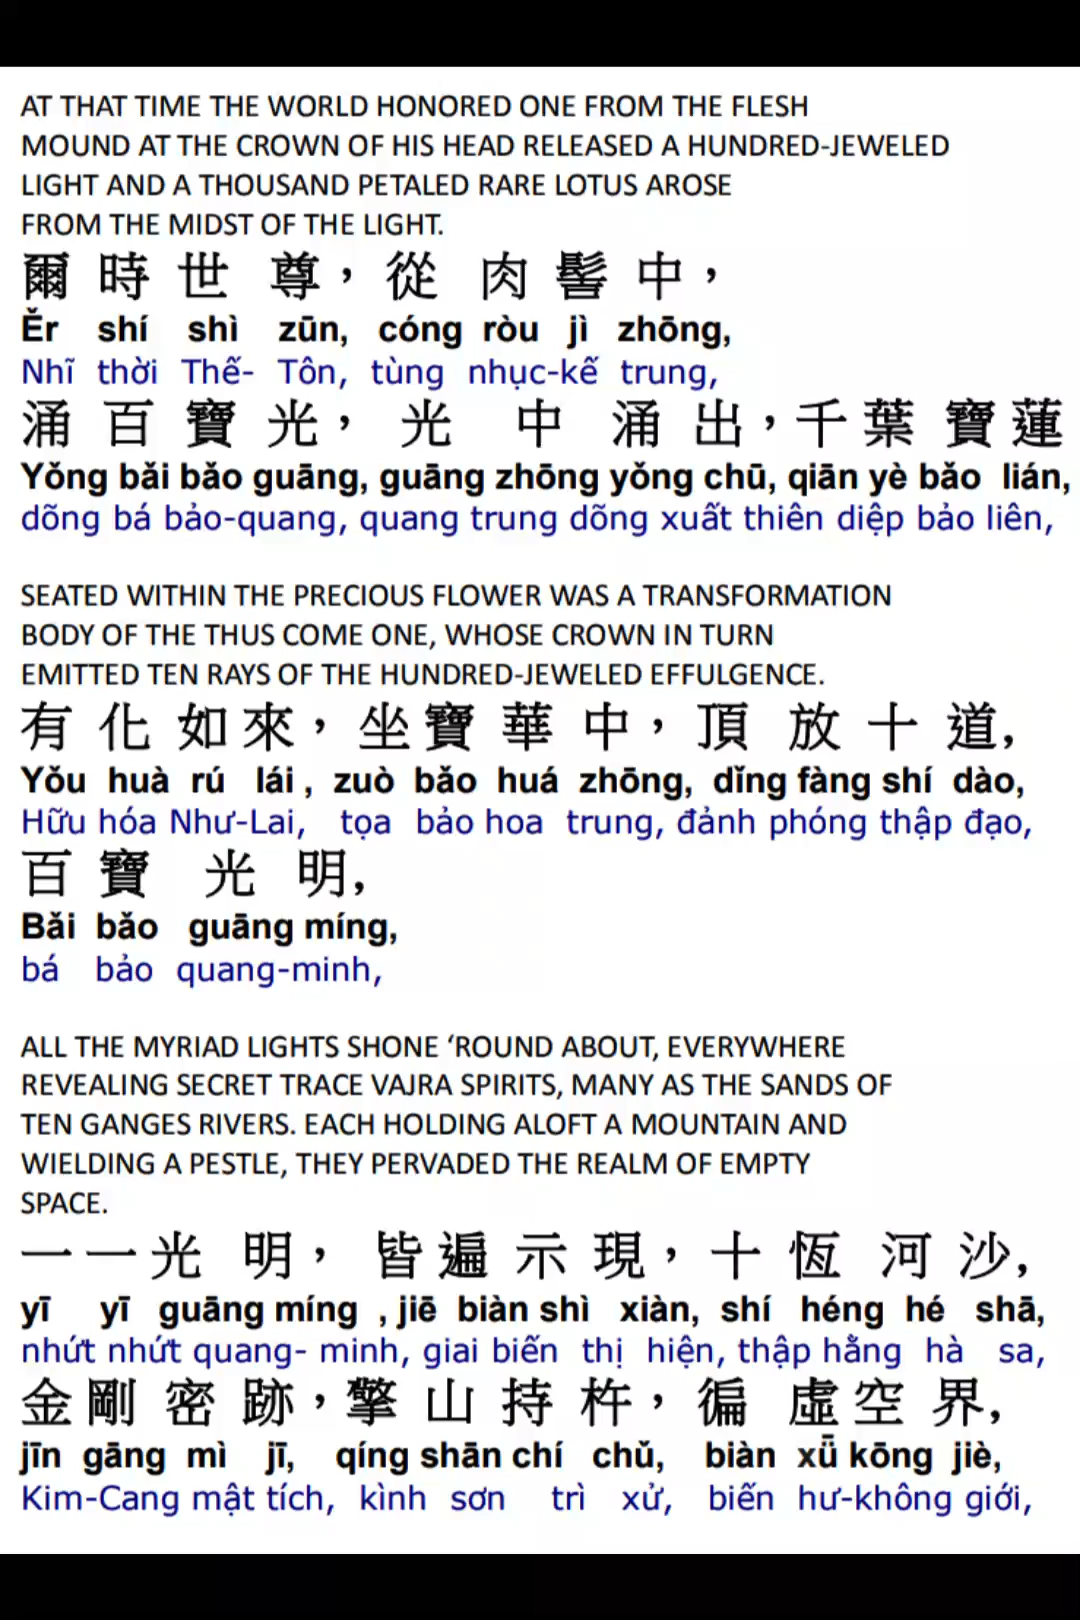 AT THAT TIME THE WORLD HONORED ONE FROM THE FLESH
MOUND AT THE CROWN OF HIS HEAD RELEASED A HUNDRED-JEWELED
LIGHT AND A THOUSAND PETALED RARE LOTUS AROSE
FROM THE MIDST OF THE LIGHT.
爾時世尊，從肉髻中，
Ěr shí shì zūn, cóng ròu jì zhōng,
Nhĩ thời Thế- Tôn, tùng nhục-kế trung,
涌百寶光，光中涌出，千葉寶蓮
Yǒng bǎi bǎo guāng, guāng zhōng yǒng chū, qiān yè bǎo lián,
dõng bá bảo-quang, quang trung dõng xuất thiên diệp bảo liên,
SEATED WITHIN THE PRECIOUS FLOWER WAS A TRANSFORMATION
BODY OF THE THUS COME ONE, WHOSE CROWN IN TURN
EMITTED TEN RAYS OF THE HUNDRED-JEWELED EFFULGENCE.
有化如來，坐寶華中，頂放十道，
Yǒu huà rú lái , zuò bǎo huá zhōng, dǐng fàng shí dào,
Hữu hóa Như-Lai, tọa bảo hoa trung, đảnh phóng thập đạo,
百寶光明，
Bǎi bǎo guāng míng,
bá bảo quang-minh,
ALL THE MYRIAD LIGHTS SHONE ‘ROUND ABOUT, EVERYWHERE
REVEALING SECRET TRACE VAJRA SPIRITS, MANY AS THE SANDS OF
TEN GANGES RIVERS. EACH HOLDING ALOFT A MOUNTAIN AND
WIELDING A PESTLE, THEY PERVADED THE REALM OF EMPTY
SPACE.
一一光明，皆遍示現，十恆河沙，
yī yī guāng míng , jiē biàn shì xiàn, shí héng hé shā,
nhứt nhứt quang- minh, giai biến thị hiện, thập hằng hà sa,
金剛密跡，擎山持杵，徧虛空界，
jīn gāng mì jī, qíng shān chí chǔ, biàn xǖ kōng jiè,
Kim-Cang mật tích, kình sơn trì xử, biến hư-không giới,